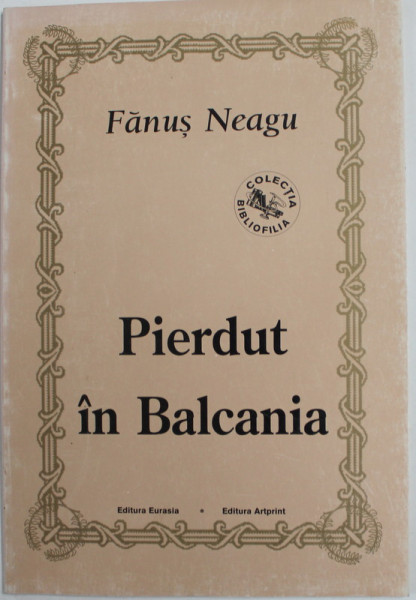 Fănuș Neagu
COLECȚIA
BIBLIOFILIA
Pierdut
în Balcania
Editura Eurasia • Editura Artprint